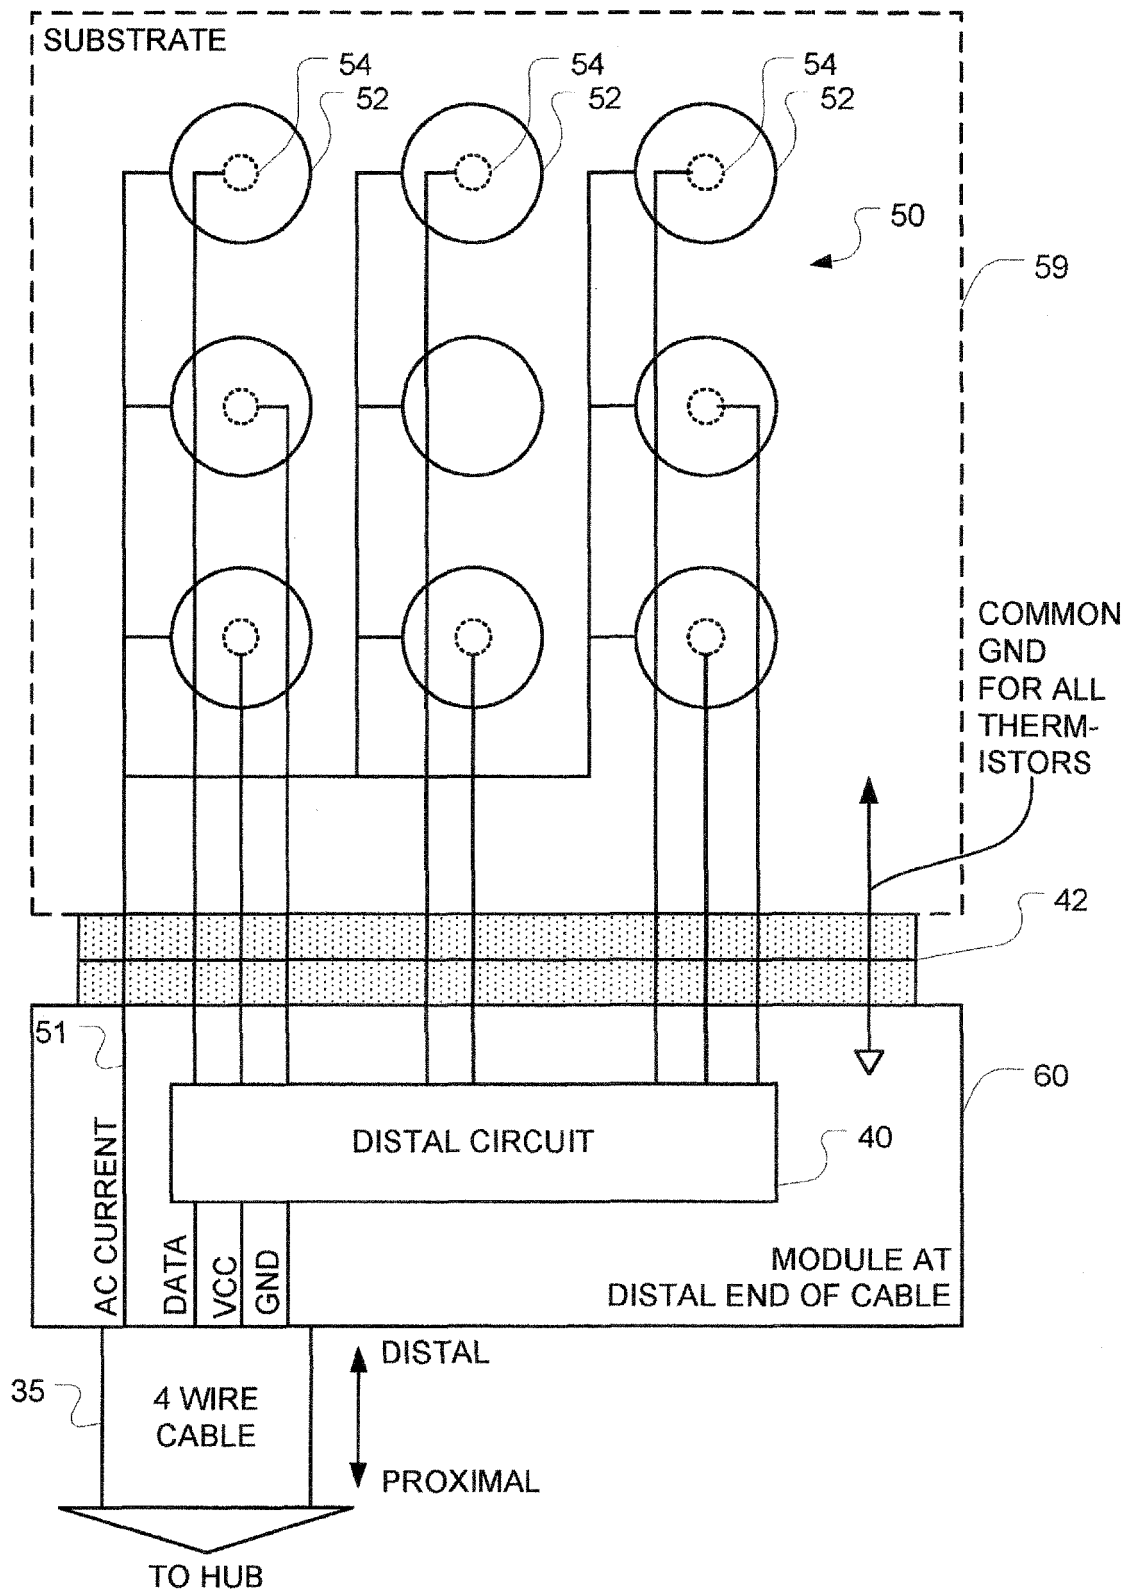 SUBSTRATE
54
52
54
52
54
52
50
59
COMMON
GND
FOR ALL
THERM-
ISTORS
42
51
60
DISTAL CIRCUIT
40
AC CURRENT
DATA
VCC
GND
MODULE AT
DISTAL END OF CABLE
DISTAL
35
4 WIRE
CABLE
PROXIMAL
TO HUB